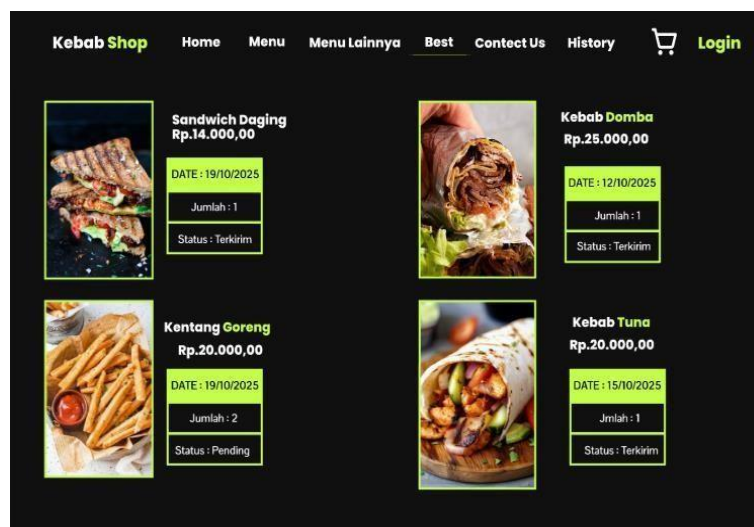 Kebab Shop Home Menu Menu Lainnya Best Contect Us History Login
Sandwich Daging
Rp.14.000,00
DATE : 19/10/2025
Jumlah : 1
Status : Terkirim
Kebab Domba
Rp.25.000,00
DATE : 12/10/2025
Jumlah : 1
Status : Terkirim
Kentang Goreng
Rp.20.000,00
DATE : 19/10/2025
Jumlah : 2
Status : Pending
Kebab Tuna
Rp.20.000,00
DATE : 15/10/2025
Jmlah : 1
Status : Terkirim